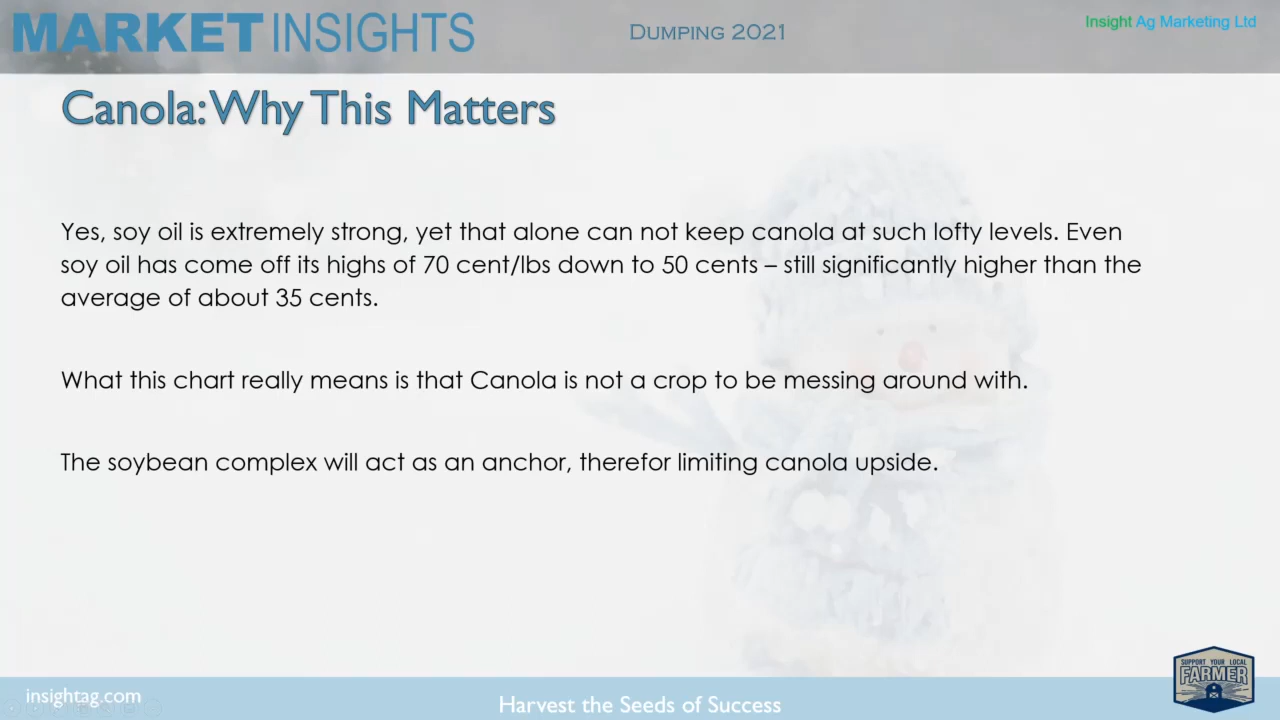 MARKET INSIGHTS
Dumping 2021
Insight Ag Marketing Ltd
Canola: Why This Matters
Yes, soy oil is extremely strong, yet that alone can not keep canola at such lofty levels. Even
soy oil has come off its highs of 70 cent/lbs down to 50 cents – still significantly higher than the
average of about 35 cents.
What this chart really means is that Canola is not a crop to be messing around with.
The soybean complex will act as an anchor, therefor limiting canola upside.
SUPPORT YOUR LOCAL
FARMER
insightag.com
Harvest the Seeds of Success